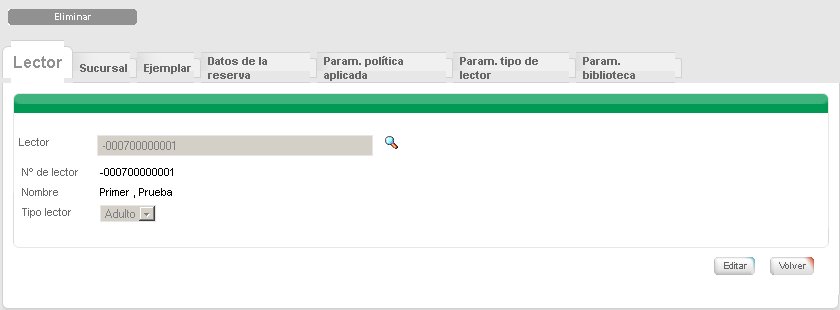 Eliminar
Lector
Sucursal
Ejemplar
Datos de la
reserva
Param. política
aplicada
Param. tipo de
lector
Param.
biblioteca
Lector -000700000001
Nº de lector -000700000001
Nombre Primer , Prueba
Tipo lector Adulto
Editar Volver